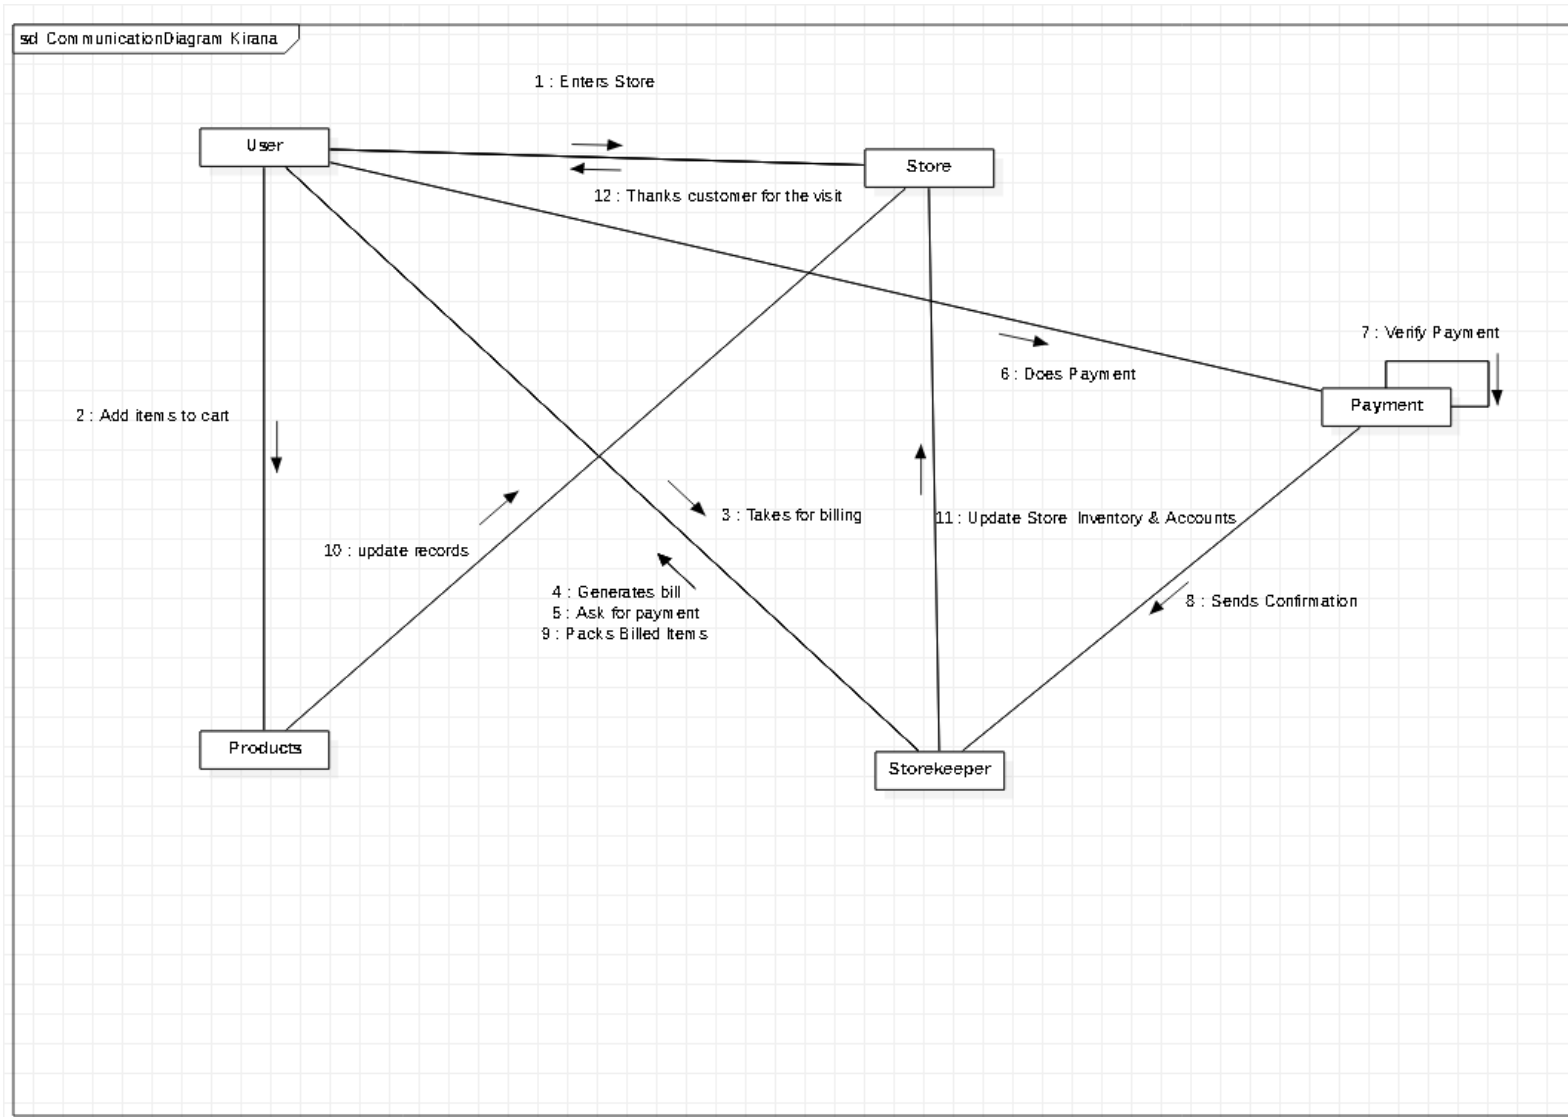 sd CommunicationDiagram Kirana
1 : Enters Store
User
Store
12 : Thanks customer for the visit
7 : Verify Payment
6 : Does Payment
Payment
2 : Add items to cart
3 : Takes for billing
11 : Update Store Inventory & Accounts
10 : update records
4 : Generates bill
5 : Ask for payment
9 : Packs Billed Items
8 : Sends Confirmation
Products
Storekeeper